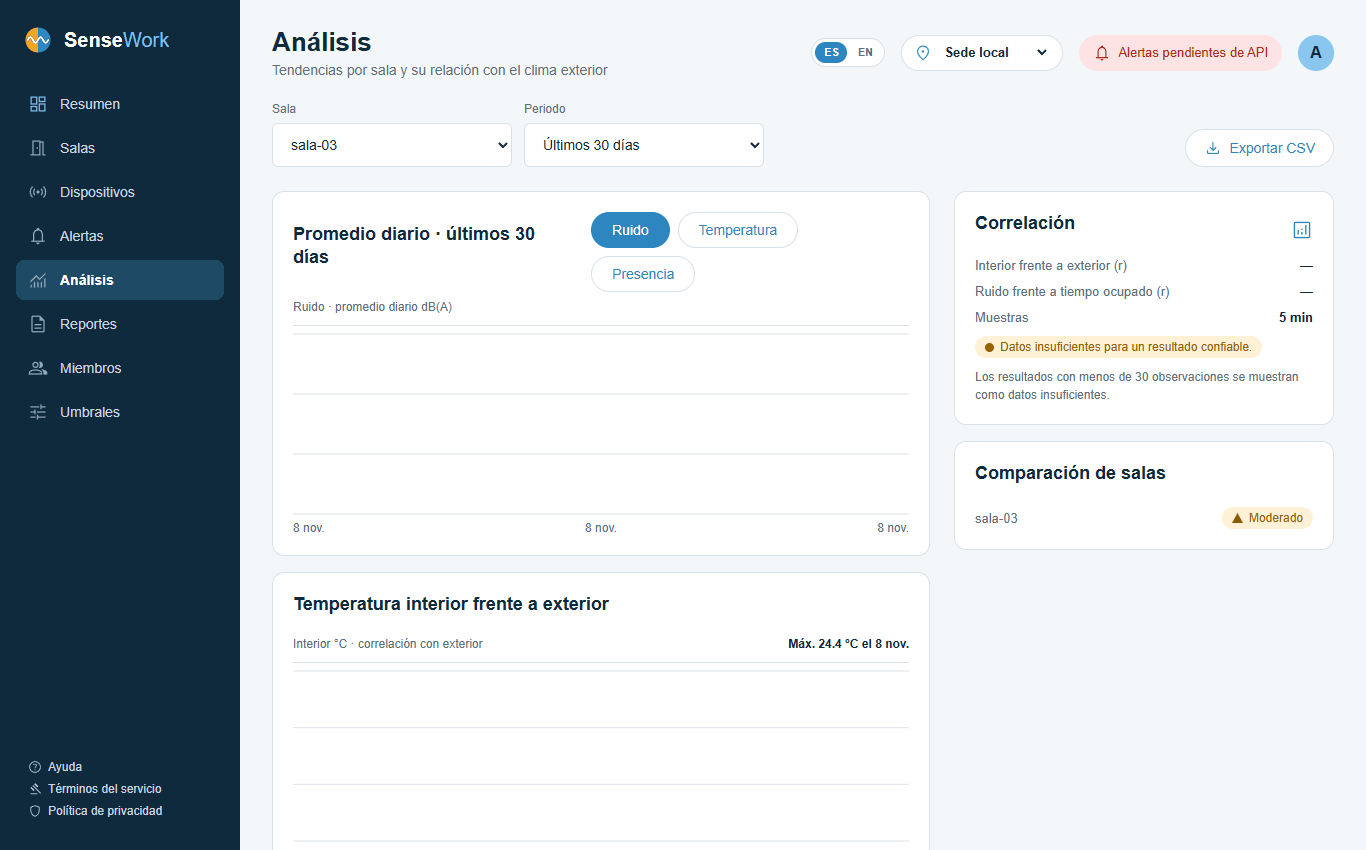 SenseWork
Resumen
Salas
Dispositivos
Alertas
Análisis
Reportes
Miembros
Umbrales
Ayuda
Términos del servicio
Política de privacidad
Análisis
Tendencias por sala y su relación con el clima exterior
ES EN
Sede local
Alertas pendientes de API
A
Sala
sala-03
Periodo
Últimos 30 días
Exportar CSV
Promedio diario · últimos 30
días
Ruido
Temperatura
Presencia
Ruido · promedio diario dB(A)
8 nov. 8 nov. 8 nov.
Temperatura interior frente a exterior
Interior °C · correlación con exterior
Máx. 24.4 °C el 8 nov.
Correlación
Interior frente a exterior (r) —
Ruido frente a tiempo ocupado (r) —
Muestras 5 min
Datos insuficientes para un resultado confiable.
Los resultados con menos de 30 observaciones se muestran
como datos insuficientes.
Comparación de salas
sala-03 Moderado